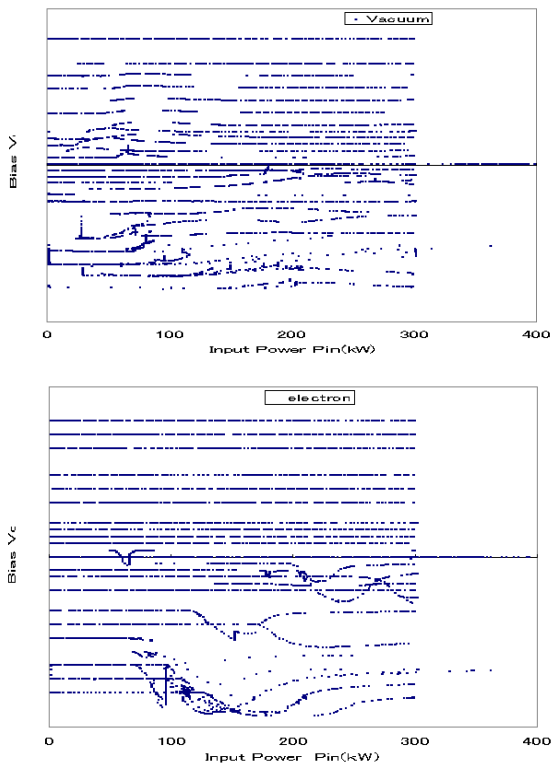 Vacuum
Bias V
0 100 200 300 400
Input Power Pin(kW)
electron
Bias Vc
0 100 200 300 400
Input Power Pin(kW)